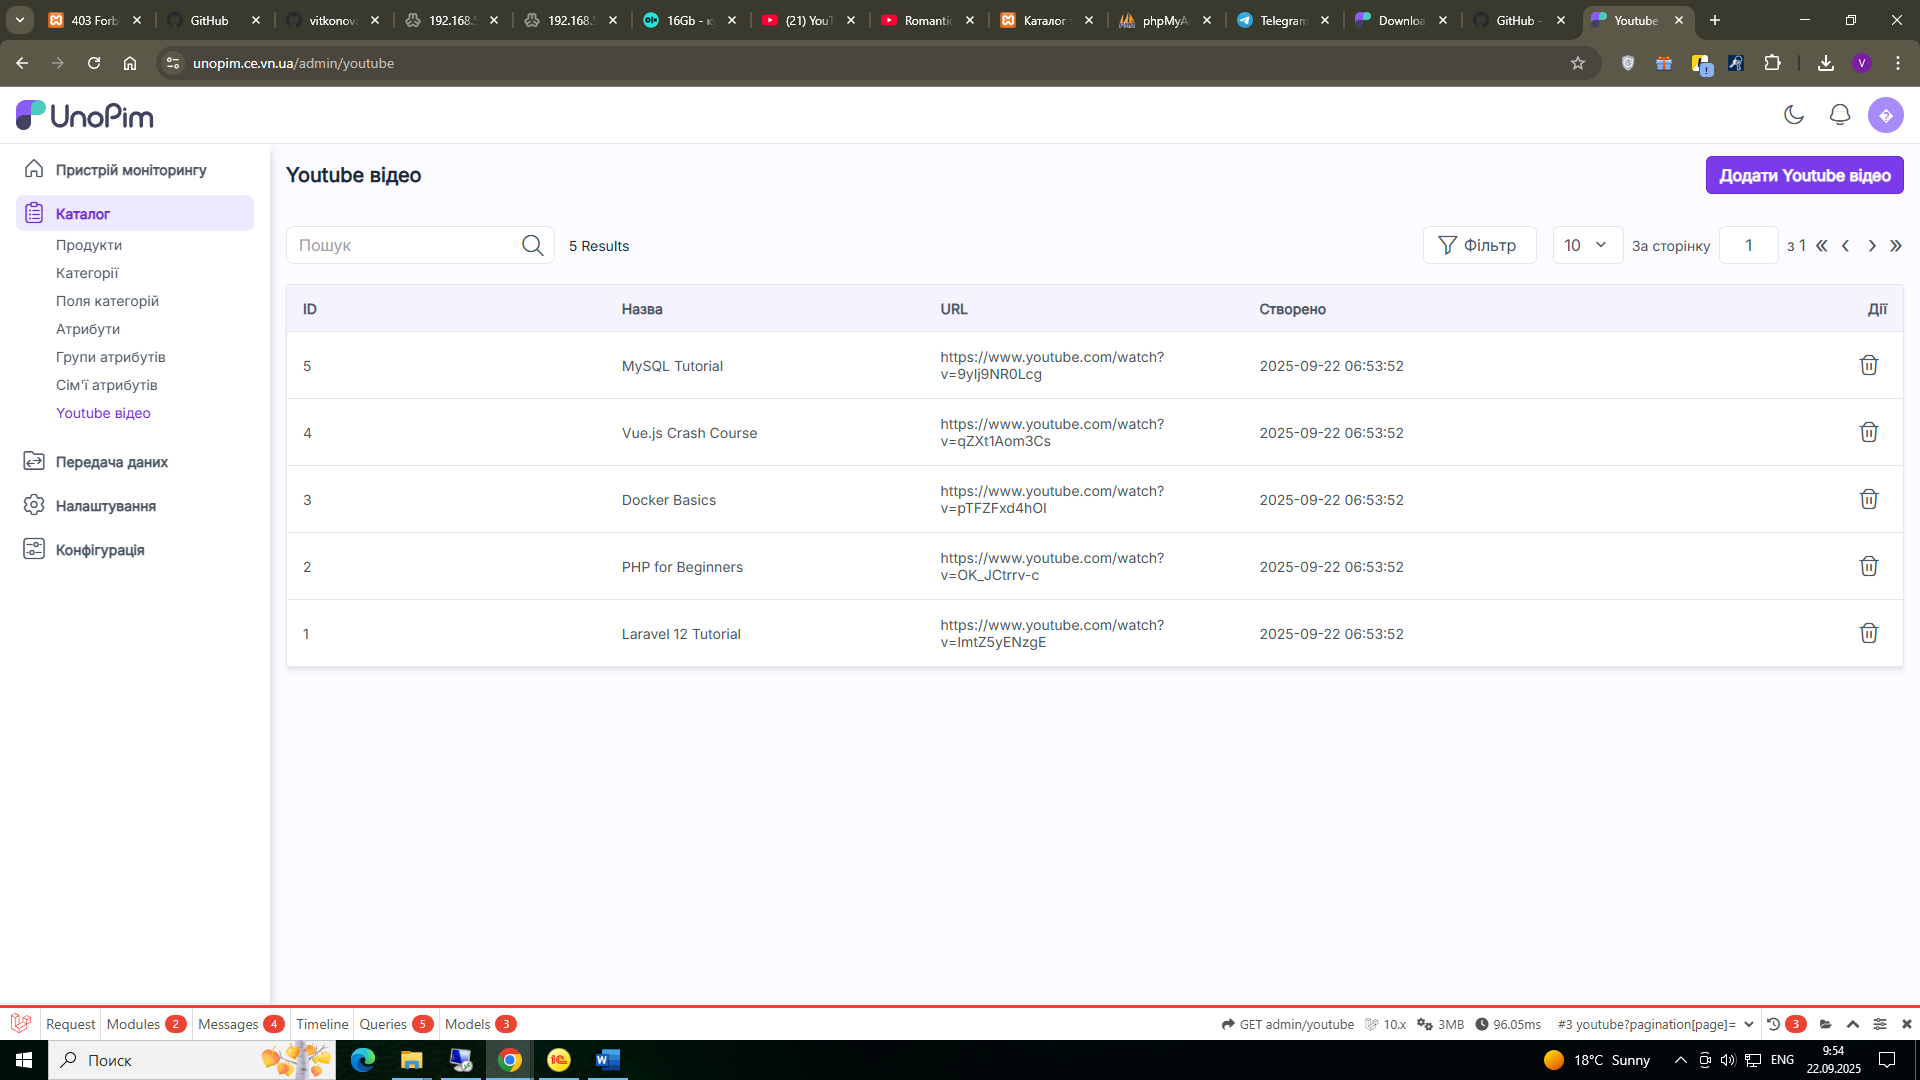 403 Forb
GitHub
vitkonova
192.168.5
192.168.5
16Gb - ку
(21) YouT
Romantic
Каталог т
phpMyAd
Telegram
Downloa
GitHub -
Youtube
unopim.ce.vn.ua/admin/youtube
V
UnoPim
Пристрій моніторингу
Каталог
Продукти
Категорії
Поля категорій
Атрибути
Групи атрибутів
Сім'ї атрибутів
Youtube відео
Передача даних
Налаштування
Конфігурація
Youtube відео
Додати Youtube відео
Пошук
5 Results
Фільтр
10
За сторінку
1
з 1
ID Назва URL Створено Дії
5 MySQL Tutorial https://www.youtube.com/watch?
v=9ylj9NR0Lcg 2025-09-22 06:53:52
4 Vue.js Crash Course https://www.youtube.com/watch?
v=qZXt1Aom3Cs 2025-09-22 06:53:52
3 Docker Basics https://www.youtube.com/watch?
v=pTFZFxd4hOI 2025-09-22 06:53:52
2 PHP for Beginners https://www.youtube.com/watch?
v=OK_JCtrrv-c 2025-09-22 06:53:52
1 Laravel 12 Tutorial https://www.youtube.com/watch?
v=ImtZ5yENzgE 2025-09-22 06:53:52
Request Modules 2 Messages 4 Timeline Queries 5 Models 3 GET admin/youtube 10.x 3MB 96.05ms #3 youtube?pagination[page]= 3
Поиск
18°C Sunny
ENG
9:54
22.09.2025